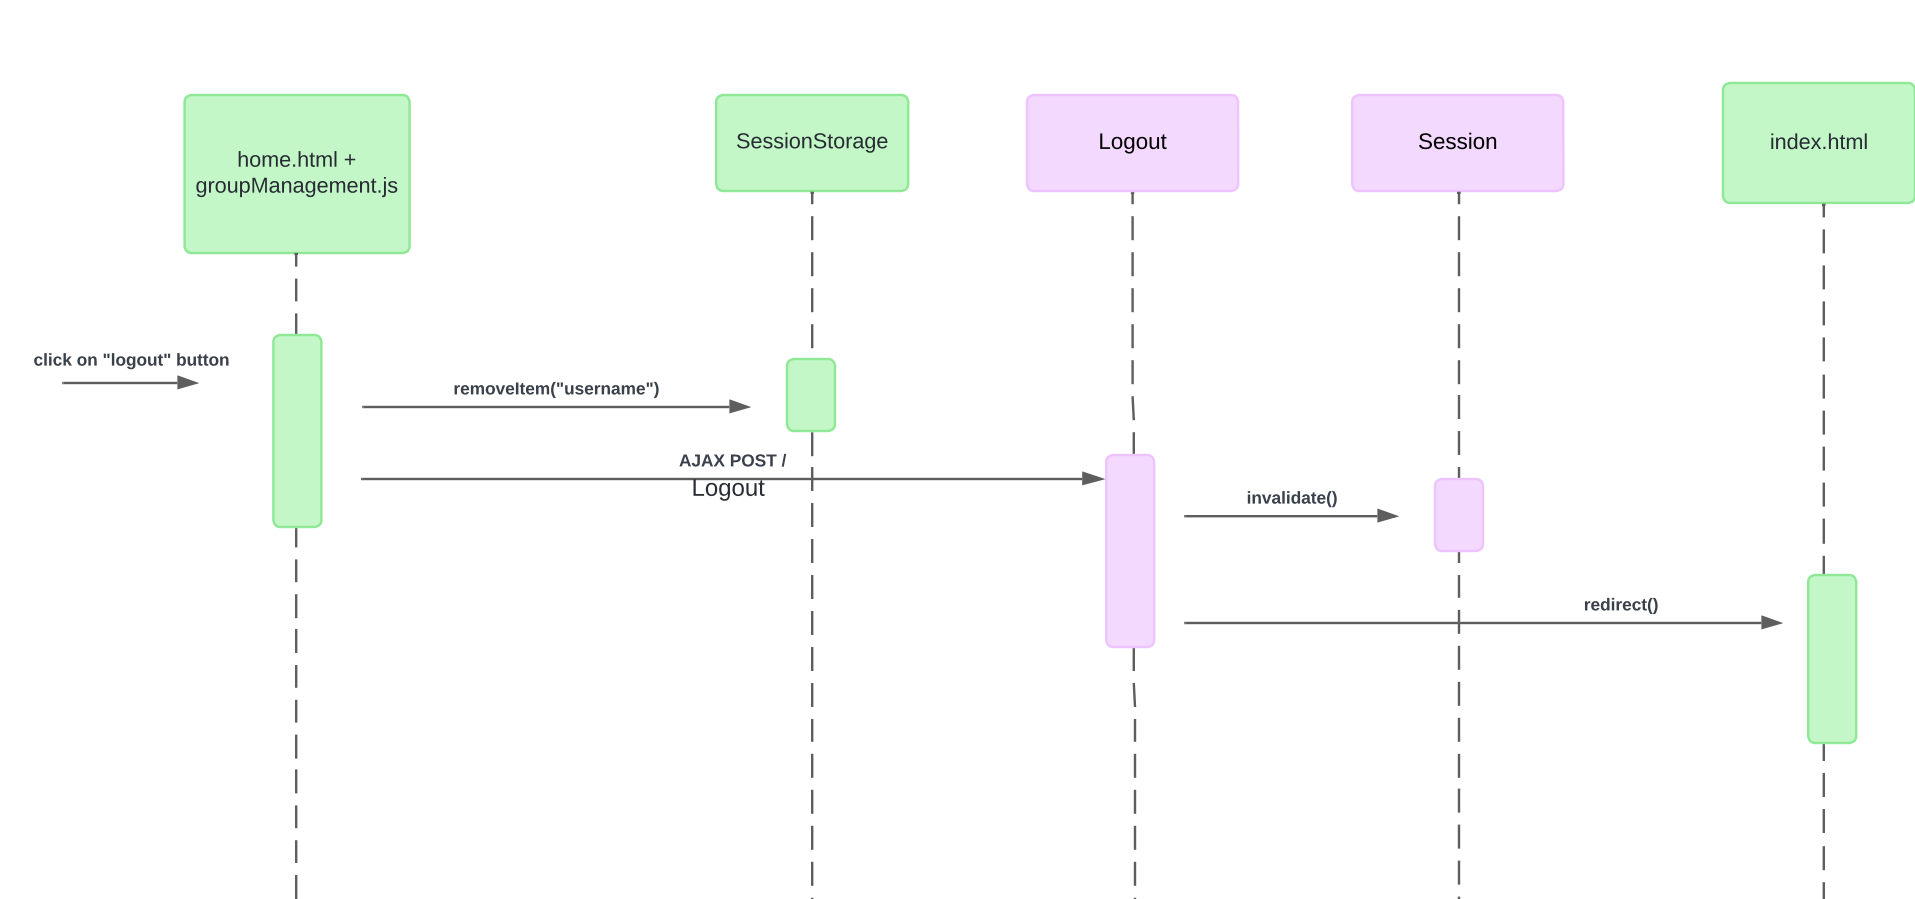 home.html +
groupManagement.js
SessionStorage
Logout
Session
index.html
click on "logout" button
removeItem("username")
AJAX POST /
Logout
invalidate()
redirect()